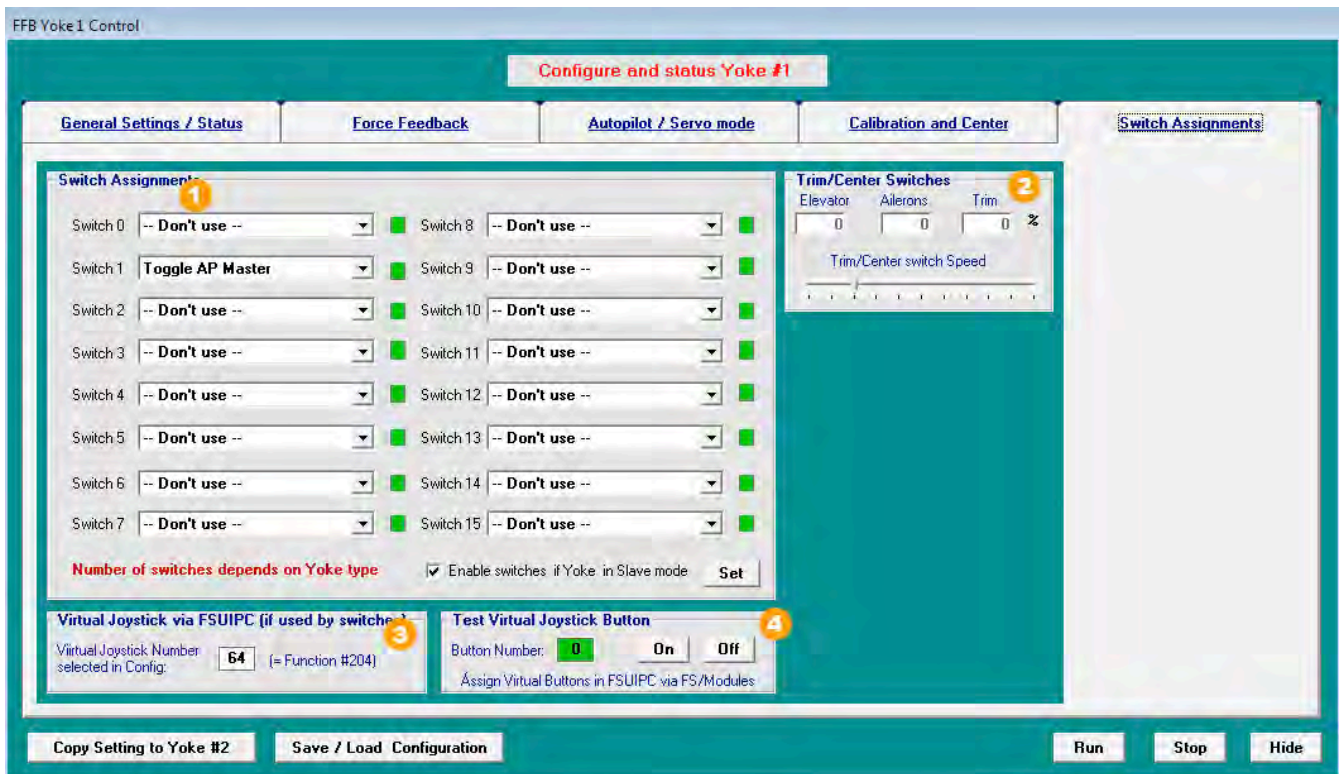 FFB Yoke 1 Control
Configure and status Yoke #1
General Settings / Status
Force Feedback
Autopilot / Servo mode
Calibration and Center
Switch Assignments
Switch Assignments
1
Switch 0 -- Don't use --
Switch 8 -- Don't use --
Switch 1 Toggle AP Master
Switch 9 -- Don't use --
Switch 2 -- Don't use --
Switch 10 -- Don't use --
Switch 3 -- Don't use --
Switch 11 -- Don't use --
Switch 4 -- Don't use --
Switch 12 -- Don't use --
Switch 5 -- Don't use --
Switch 13 -- Don't use --
Switch 6 -- Don't use --
Switch 14 -- Don't use --
Switch 7 -- Don't use --
Switch 15 -- Don't use --
Number of switches depends on Yoke type
Enable switches if Yoke in Slave mode
Set
Trim/Center Switches
2
Elevator Ailerons Trim
0 0 0 %
Trim/Center switch Speed
Virtual Joystick via FSUIPC (if used by switches)
3
Viirtual Joystick Number
selected in Config: 64 (= Function #204)
Test Virtual Joystick Button
4
Button Number: 0 On Off
Assign Virtual Buttons in FSUIPC via FS/Modules
Copy Setting to Yoke #2
Save / Load Configuration
Run
Stop
Hide